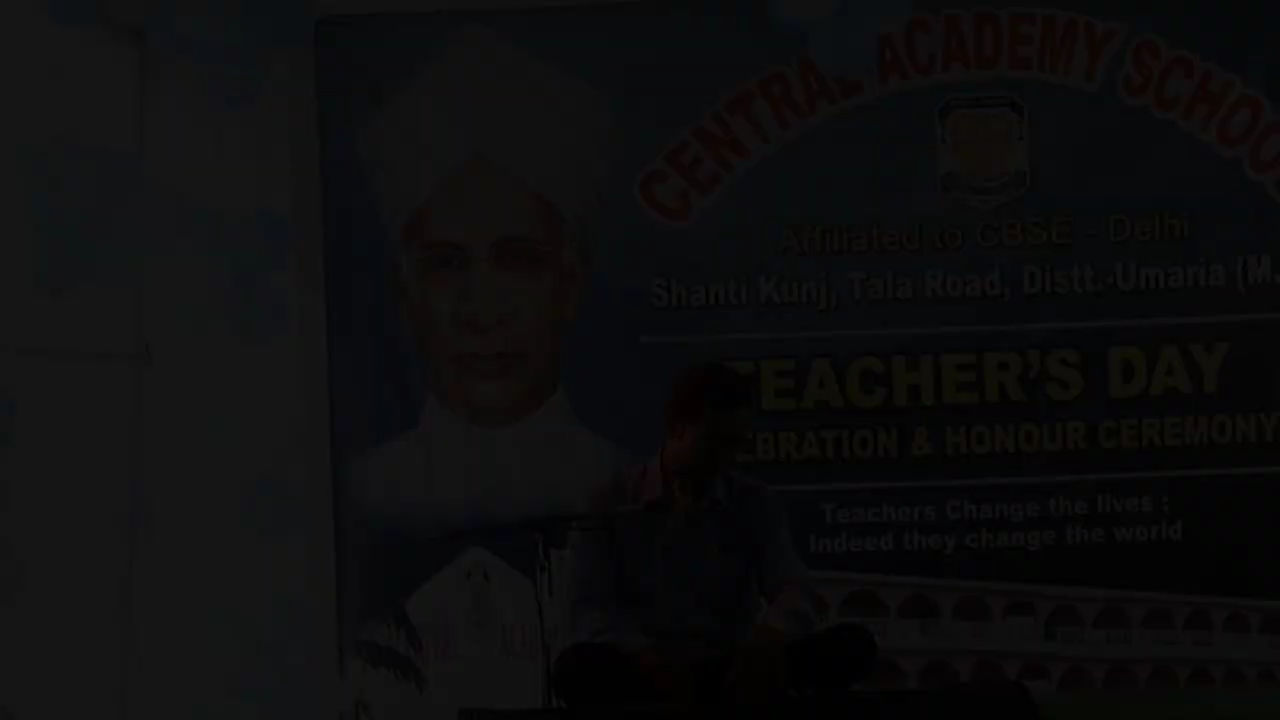 CENTRAL ACADEMY SCHOO
Affiliated to CBSE - Delhi
Shanti Kunj, Tala Road, Distt.-Umaria (M.
TEACHER'S DAY
EBRATION & HONOUR CEREMONY
Teachers Change the lives ;
Indeed they change the world